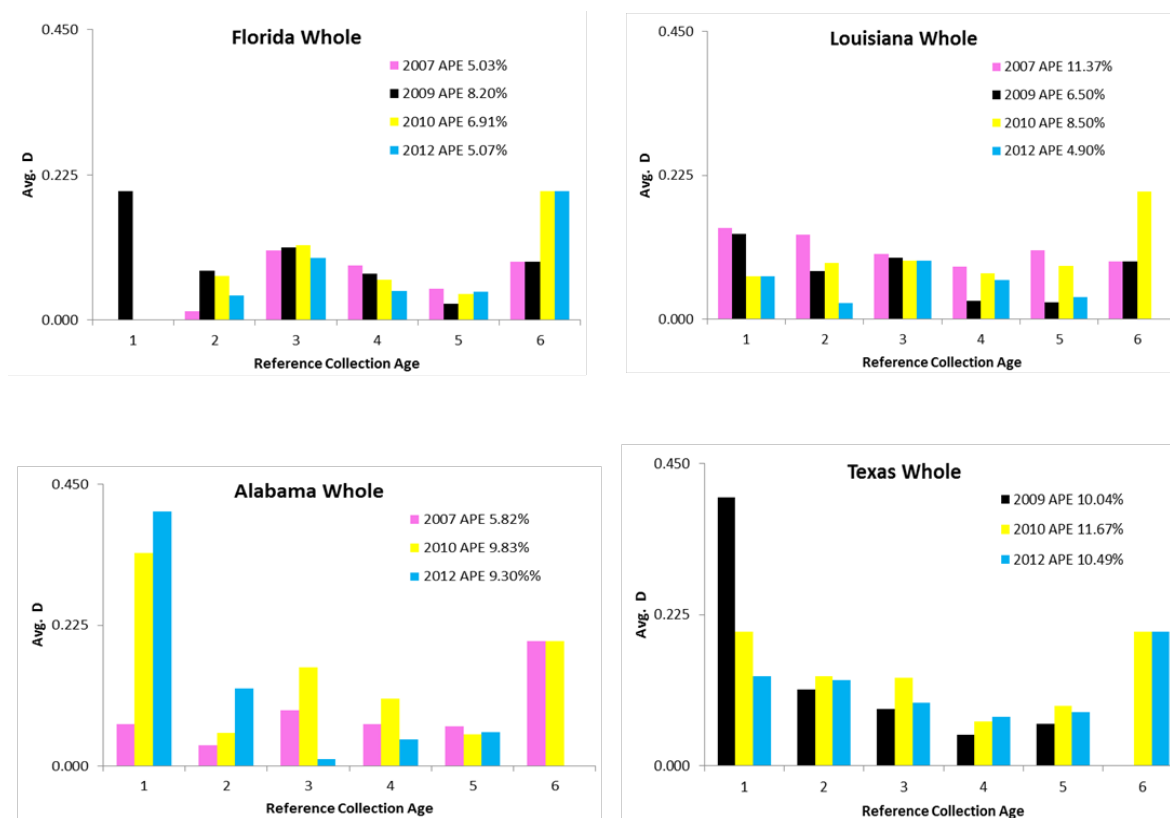 Florida Whole
0.450
0.225
0.000
Avg. D
2007 APE 5.03%
2009 APE 8.20%
2010 APE 6.91%
2012 APE 5.07%
1 2 3 4 5 6
Reference Collection Age
Louisiana Whole
0.450
0.225
0.000
Avg. D
2007 APE 11.37%
2009 APE 6.50%
2010 APE 8.50%
2012 APE 4.90%
1 2 3 4 5 6
Reference Collection Age
Alabama Whole
0.450
0.225
0.000
Avg. D
2007 APE 5.82%
2010 APE 9.83%
2012 APE 9.30%%
1 2 3 4 5 6
Reference Collection Age
Texas Whole
0.450
0.225
0.000
Avg. D
2009 APE 10.04%
2010 APE 11.67%
2012 APE 10.49%
1 2 3 4 5 6
Reference Collection Age